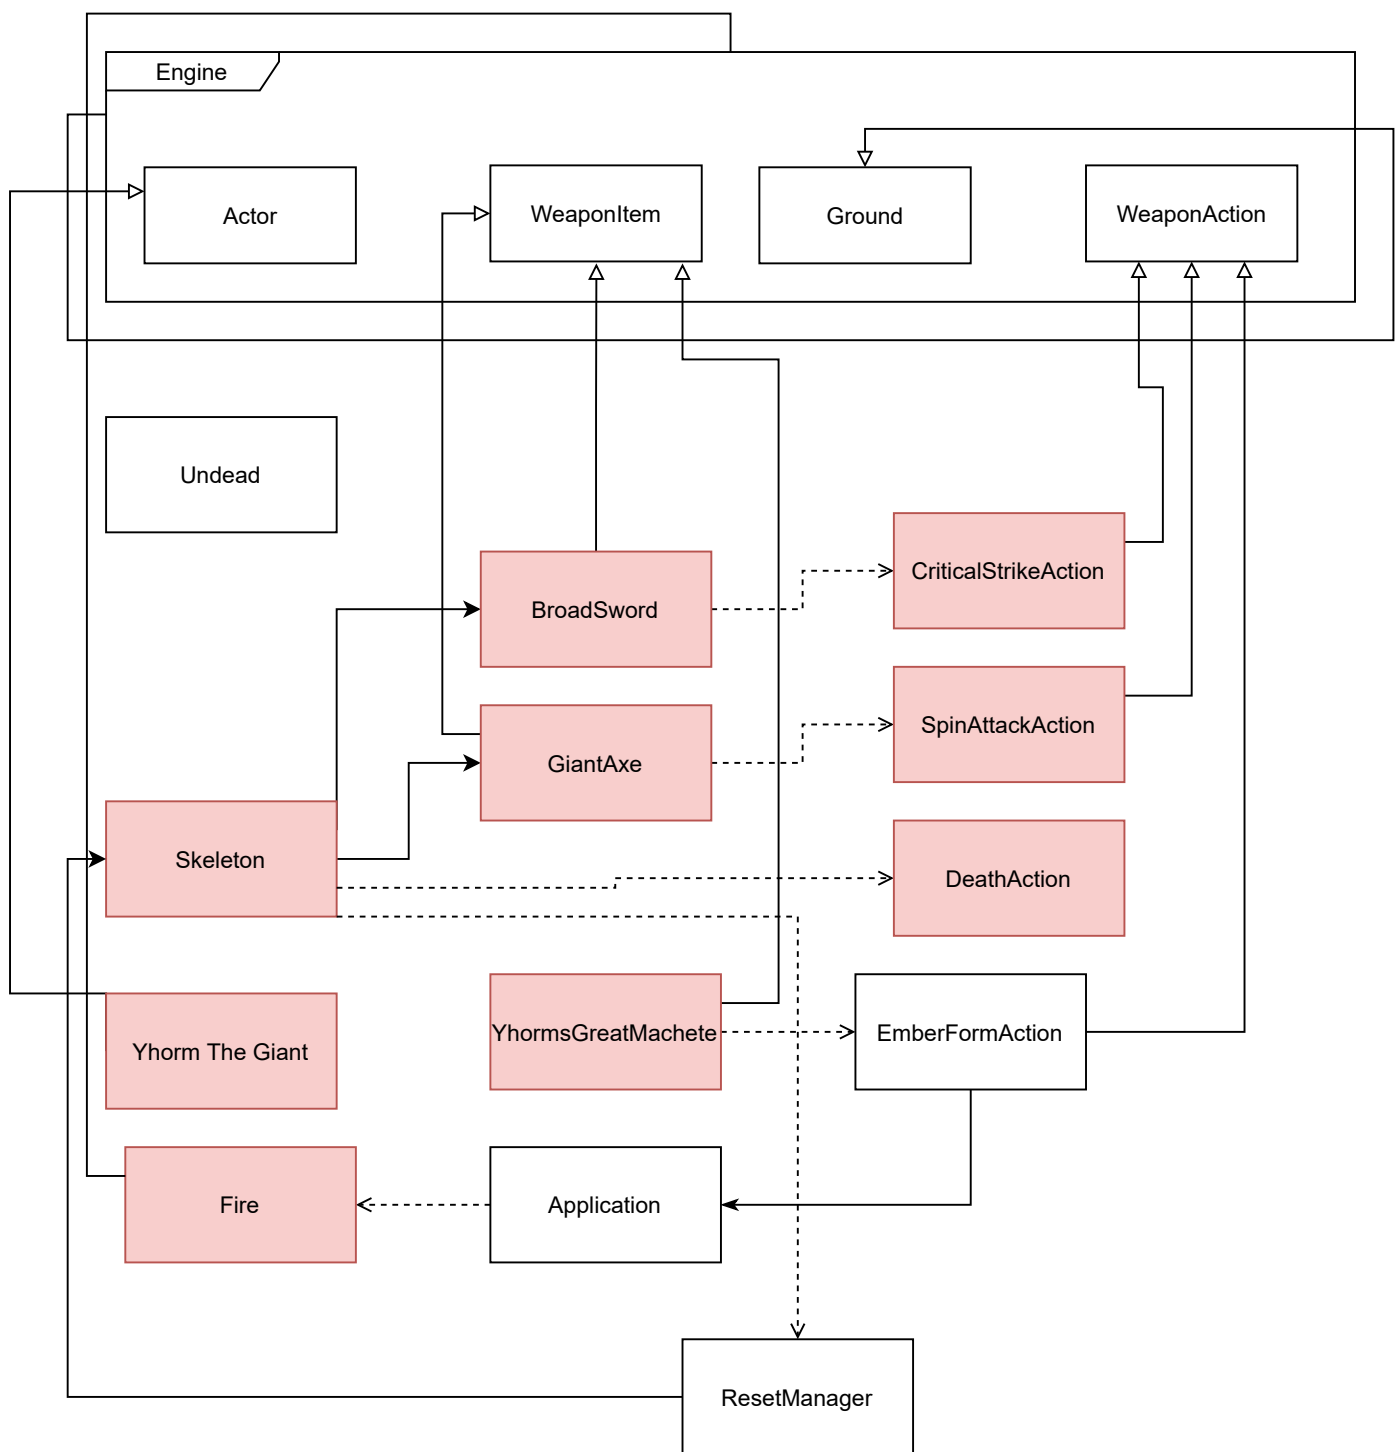 Engine
Actor
WeaponItem
Ground
WeaponAction
Undead
BroadSword
CriticalStrikeAction
GiantAxe
SpinAttackAction
Skeleton
DeathAction
Yhorm The Giant
YhormsGreatMachete
EmberFormAction
Fire
Application
ResetManager